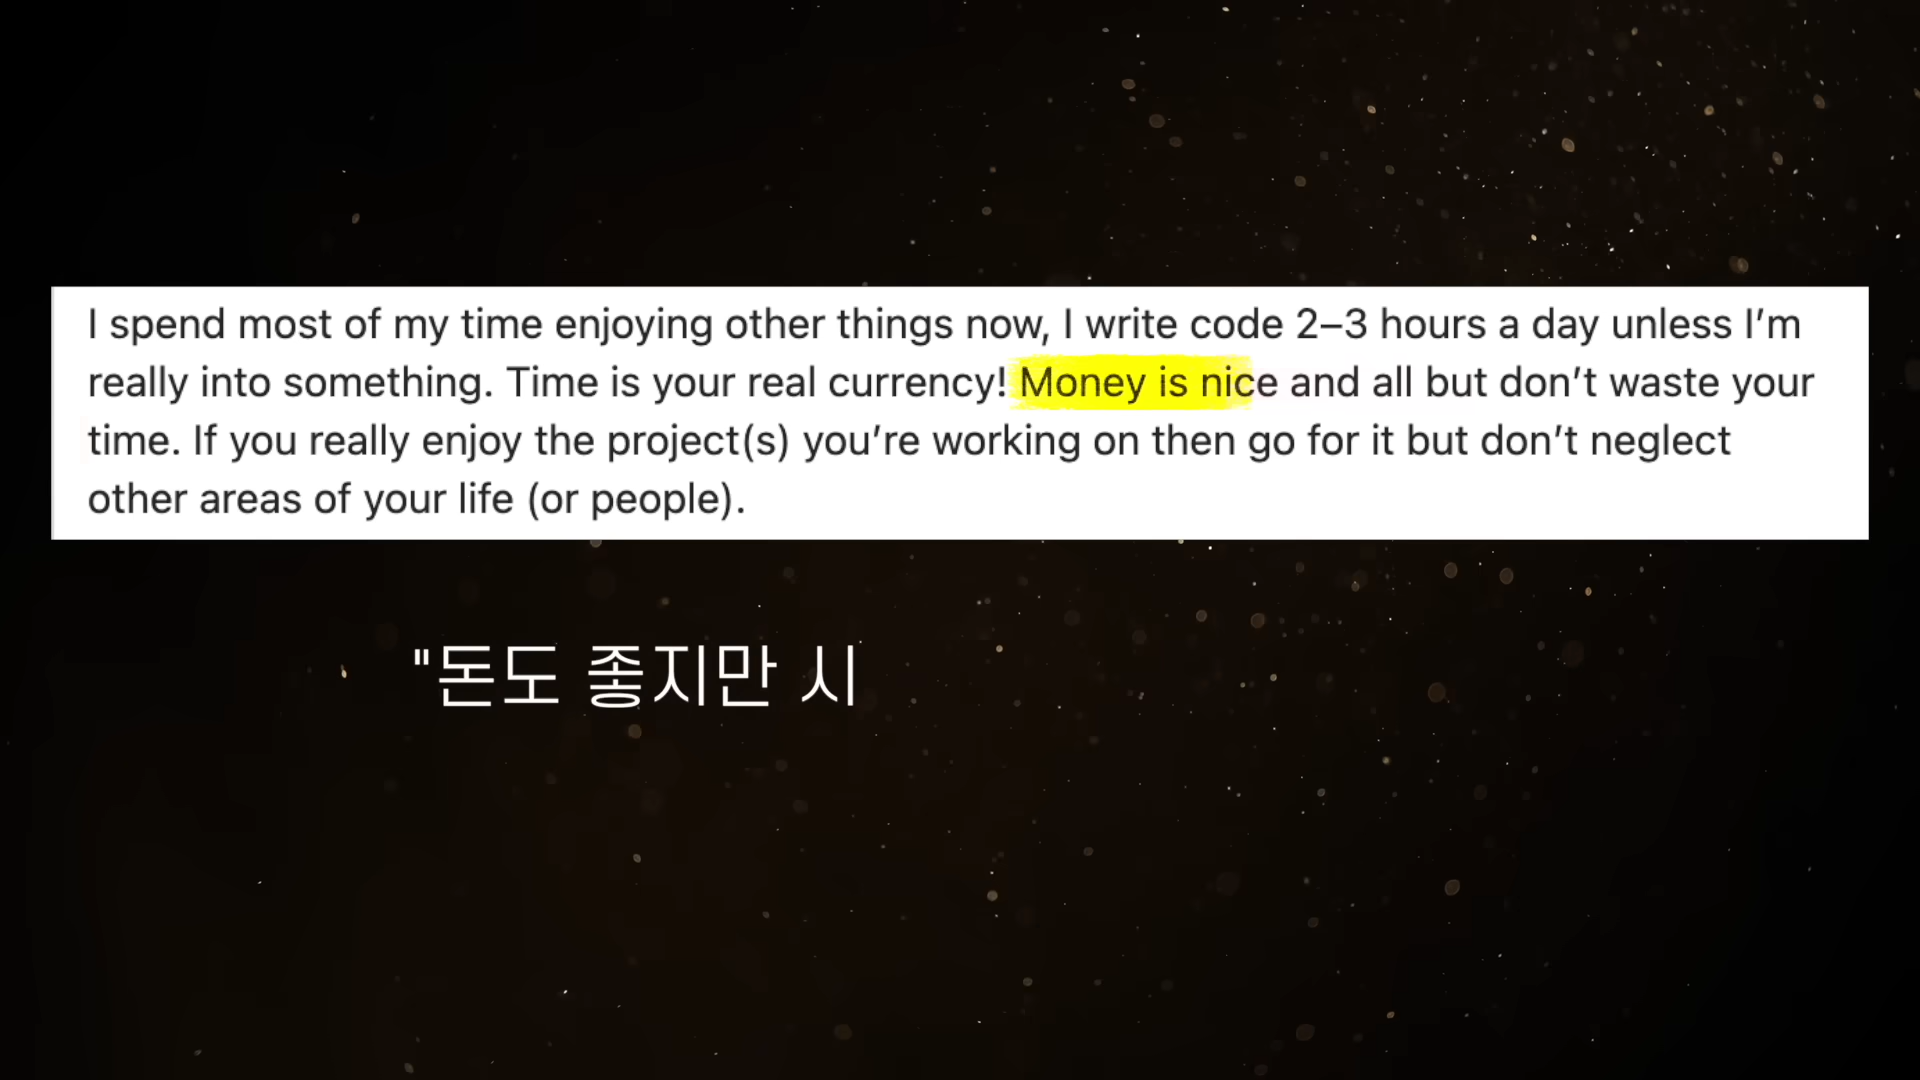 I spend most of my time enjoying other things now, I write code 2–3 hours a day unless I’m
really into something. Time is your real currency! Money is nice and all but don’t waste your
time. If you really enjoy the project(s) you’re working on then go for it but don’t neglect
other areas of your life (or people).
"돈도 좋지만 시